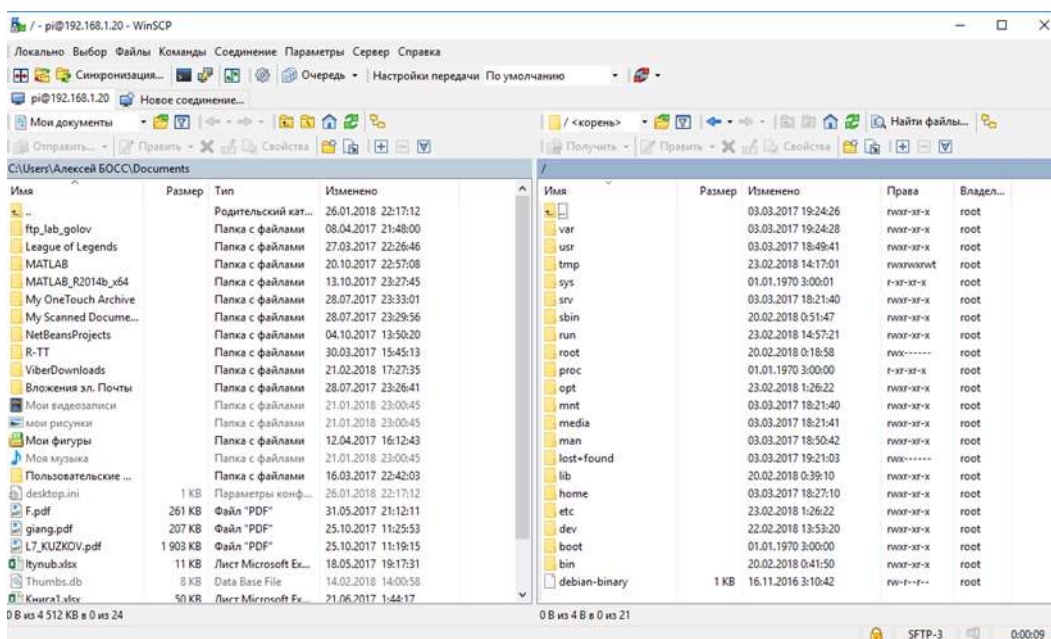 / - pi@192.168.1.20 - WinSCP
Локально Выбор Файлы Команды Соединение Параметры Сервер Справка
Синхронизация... Очередь Настройки передачи По умолчанию
pi@192.168.1.20 Новое соединение...
Мои документы
Отправить... Править Свойства
C:\Users\Алексей БОСС\Documents
Имя Размер Тип Изменено
.. Родительский кат... 26.01.2018 22:17:12
ftp_lab_golov Папка с файлами 08.04.2017 21:48:00
League of Legends Папка с файлами 27.03.2017 22:26:46
MATLAB Папка с файлами 20.10.2017 22:57:08
MATLAB_R2014b_x64 Папка с файлами 13.10.2017 23:27:45
My OneTouch Archive Папка с файлами 28.07.2017 23:33:01
My Scanned Docume... Папка с файлами 28.07.2017 23:29:56
NetBeansProjects Папка с файлами 04.10.2017 13:50:20
R-TT Папка с файлами 30.03.2017 15:45:13
ViberDownloads Папка с файлами 21.02.2018 17:27:35
Вложения эл. Почты Папка с файлами 28.07.2017 23:26:41
Мои видеозаписи Папка с файлами 21.01.2018 23:00:45
мои рисунки Папка с файлами 21.01.2018 23:00:45
Мои фигуры Папка с файлами 12.04.2017 16:12:43
Моя музыка Папка с файлами 21.01.2018 23:00:45
Пользовательские ... Папка с файлами 16.03.2017 22:42:03
desktop.ini 1 KB Параметры конф... 26.01.2018 22:17:12
F.pdf 261 KB Файл "PDF" 31.05.2017 21:12:11
giang.pdf 207 KB Файл "PDF" 25.10.2017 11:25:53
L7_KUZKOV.pdf 1 903 KB Файл "PDF" 25.10.2017 11:19:15
ltynub.xlsx 11 KB Лист Microsoft Ex... 18.05.2017 19:17:31
Thumbs.db 8 KB Data Base File 14.02.2018 14:00:58
Книга1.xlsx 50 KB Лист Microsoft Ex... 21.06.2017 1:44:17
0 B из 4 512 KB в 0 из 24
/ <корень> Найти файлы...
Получить Править Свойства
/
Имя Размер Изменено Права Владел...
.. 03.03.2017 19:24:26 rwxr-xr-x root
var 03.03.2017 19:24:28 rwxr-xr-x root
usr 03.03.2017 18:49:41 rwxr-xr-x root
tmp 23.02.2018 14:17:01 rwxrwxrwt root
sys 01.01.1970 3:00:01 r-xr-xr-x root
srv 03.03.2017 18:21:40 rwxr-xr-x root
sbin 20.02.2018 0:51:47 rwxr-xr-x root
run 23.02.2018 14:57:21 rwxr-xr-x root
root 20.02.2018 0:18:58 rwx------ root
proc 01.01.1970 3:00:00 r-xr-xr-x root
opt 23.02.2018 1:26:22 rwxr-xr-x root
mnt 03.03.2017 18:21:40 rwxr-xr-x root
media 03.03.2017 18:21:41 rwxr-xr-x root
man 03.03.2017 18:50:42 rwxr-xr-x root
lost+found 03.03.2017 19:21:03 rwx------ root
lib 20.02.2018 0:39:10 rwxr-xr-x root
home 03.03.2017 18:27:10 rwxr-xr-x root
etc 23.02.2018 1:26:22 rwxr-xr-x root
dev 22.02.2018 13:53:20 rwxr-xr-x root
boot 01.01.1970 3:00:00 rwxr-xr-x root
bin 20.02.2018 0:41:50 rwxr-xr-x root
debian-binary 1 KB 16.11.2016 3:10:42 rw-r--r-- root
0 B из 4 B в 0 из 21
SFTP-3 0:00:09